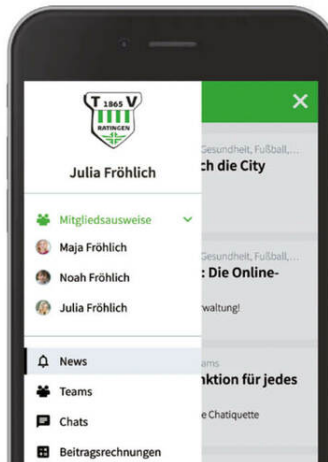 T 1865 V
RATINGEN
Julia Fröhlich
Mitgliedsausweise
Maja Fröhlich
Noah Fröhlich
Julia Fröhlich
News
Teams
Chats
Beitragsrechnungen
Gesundheit, Fußball,...
ch die City
Gesundheit, Fußball,...
: Die Online-
rwaltung!
ams
nktion für jedes
e Chatiquette